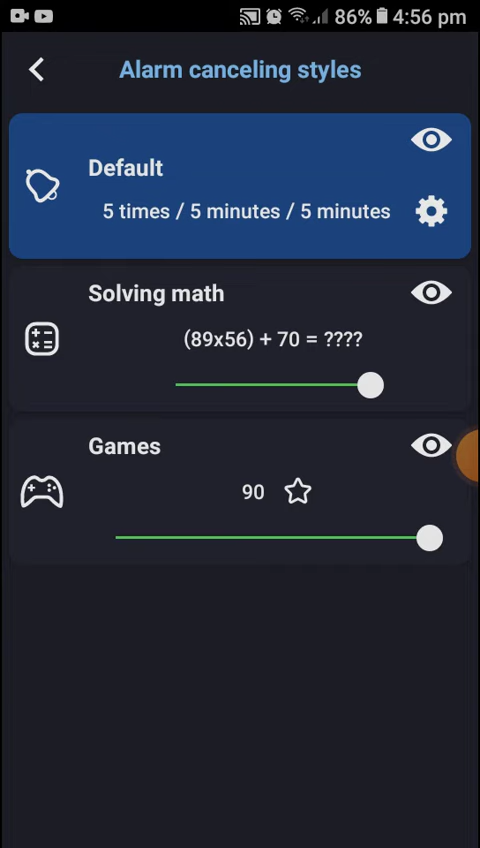 86% 4:56 pm
Alarm canceling styles
Default
5 times / 5 minutes / 5 minutes
Solving math
(89x56) + 70 = ????
Games
90